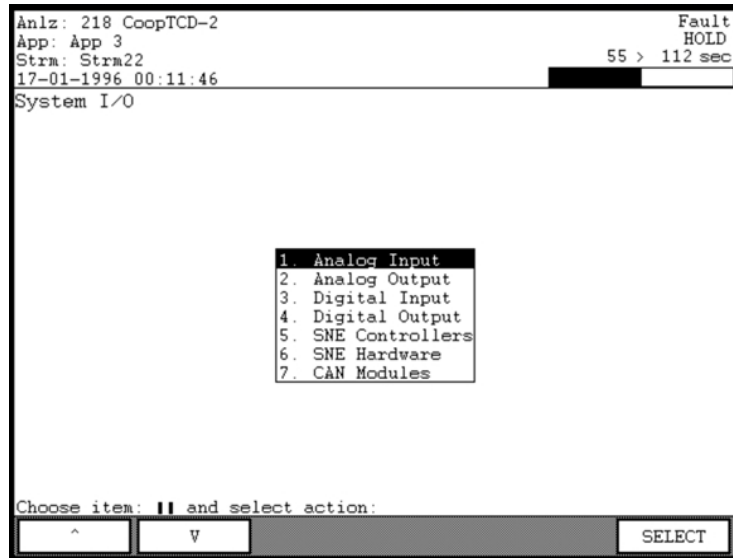 Anlz: 218 CoopTCD-2
Fault
App: App 3
HOLD
Strm: Strm22
55 > 112 sec
17-01-1996 00:11:46
System I/O
1. Analog Input
2. Analog Output
3. Digital Input
4. Digital Output
5. SNE Controllers
6. SNE Hardware
7. CAN Modules
Choose item: and select action:
^
V
SELECT